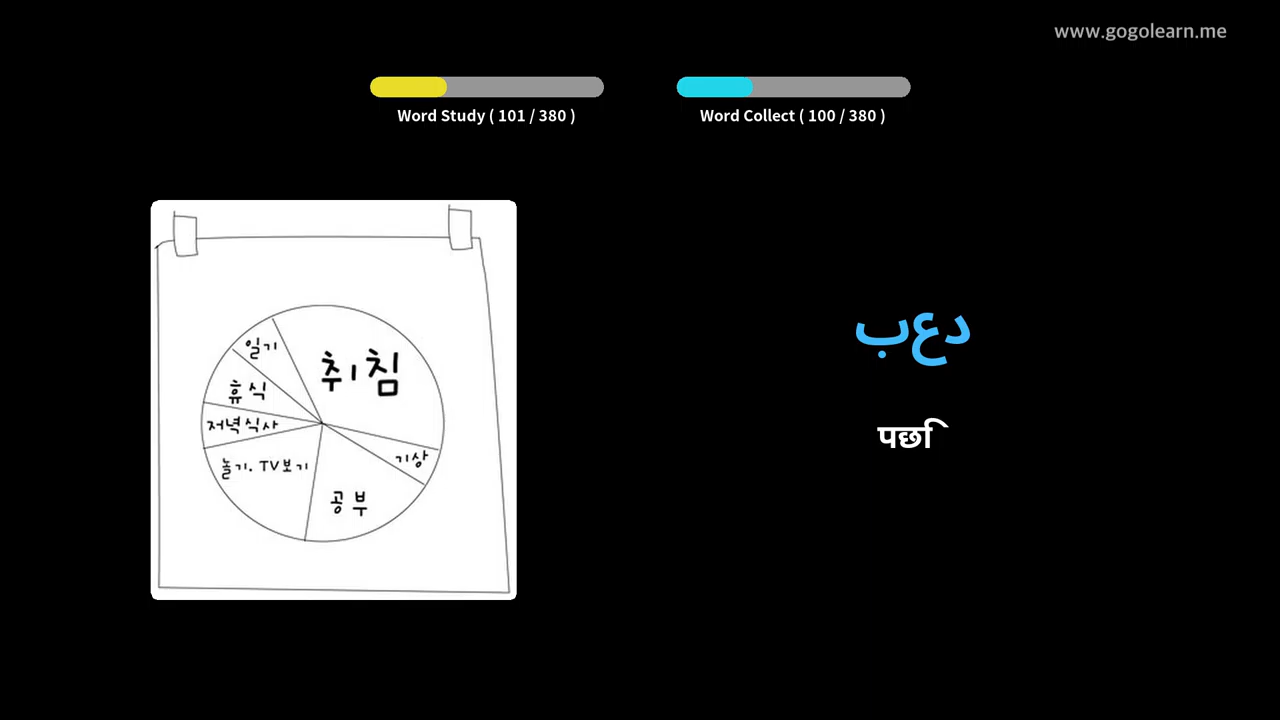 www.gogolearn.me
Word Study ( 101 / 380 )
Word Collect ( 100 / 380 )
일기
취침
휴식
저녁식사
기상
놀기. TV보기
공부
دعب
पछि